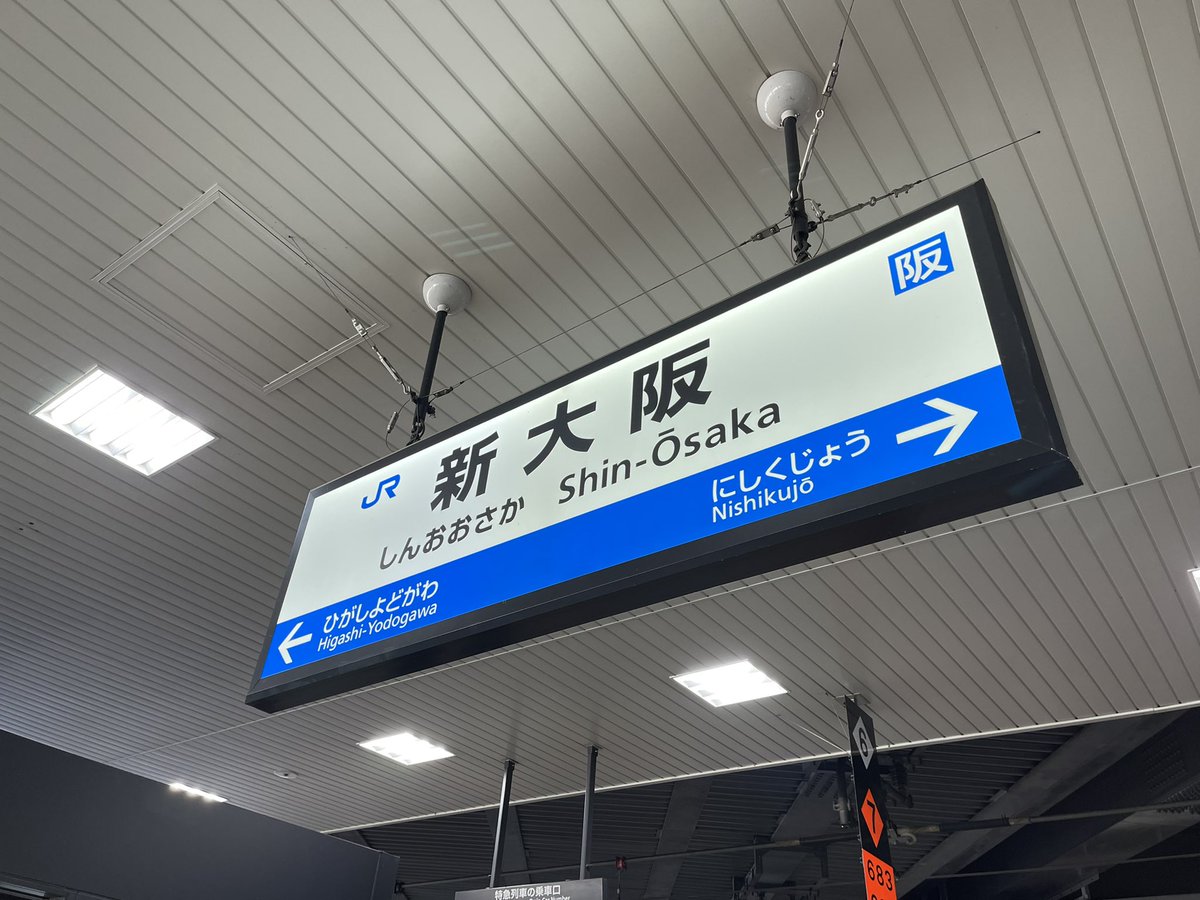 阪
JR
新大阪
しんおおさか Shin-Ōsaka
にしくじょう
Nishikujō
ひがしよどがわ
Higashi-Yodogawa
6
7
683
特急列車の乗車口